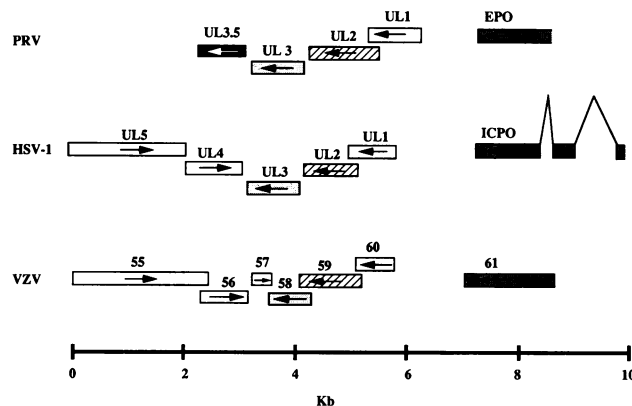 PRV UL3.5 UL 3 UL2 UL1 EPO
HSV-1 UL5 UL4 UL3 UL2 UL1 ICPO
VZV 55 56 57 58 59 60 61
0 2 4 6 8 10
Kb